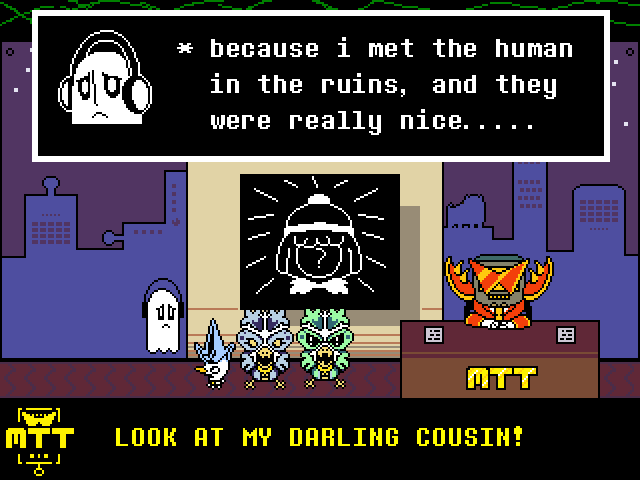 * because i met the human
in the ruins, and they
were really nice.....
?
MTT
MTT
LOOK AT MY DARLING COUSIN!